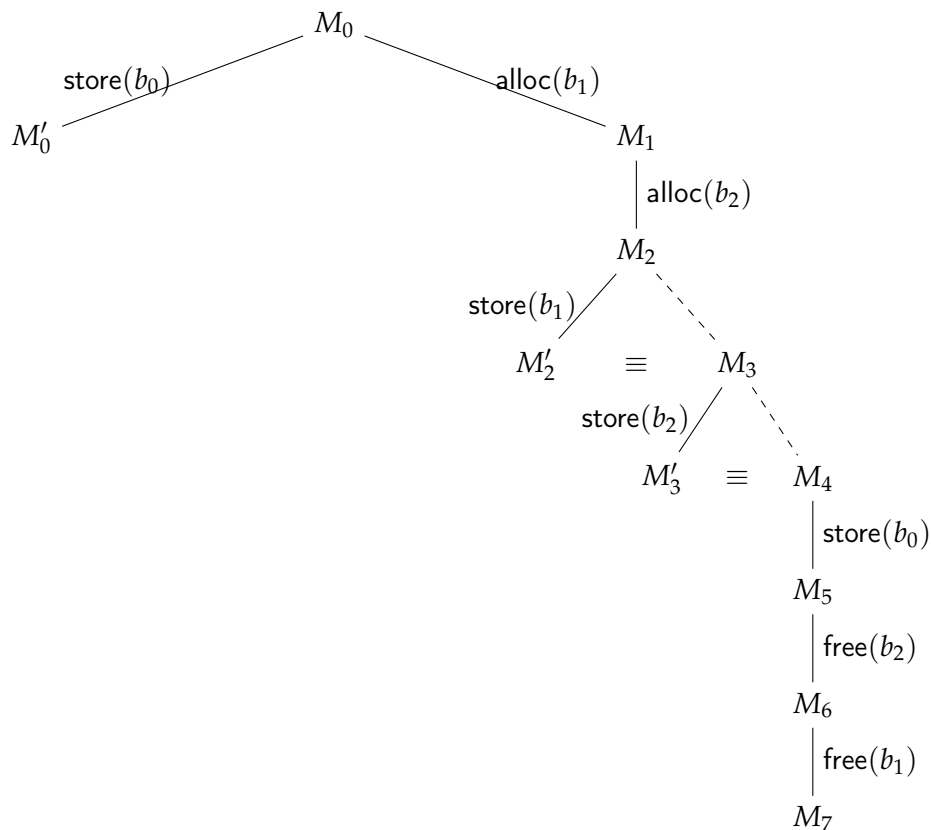 M₀
store(b₀) alloc(b₁)
M₀′ M₁
alloc(b₂)
M₂
store(b₁)
M₂′ ≡ M₃
store(b₂)
M₃′ ≡ M₄
store(b₀)
M₅
free(b₂)
M₆
free(b₁)
M₇